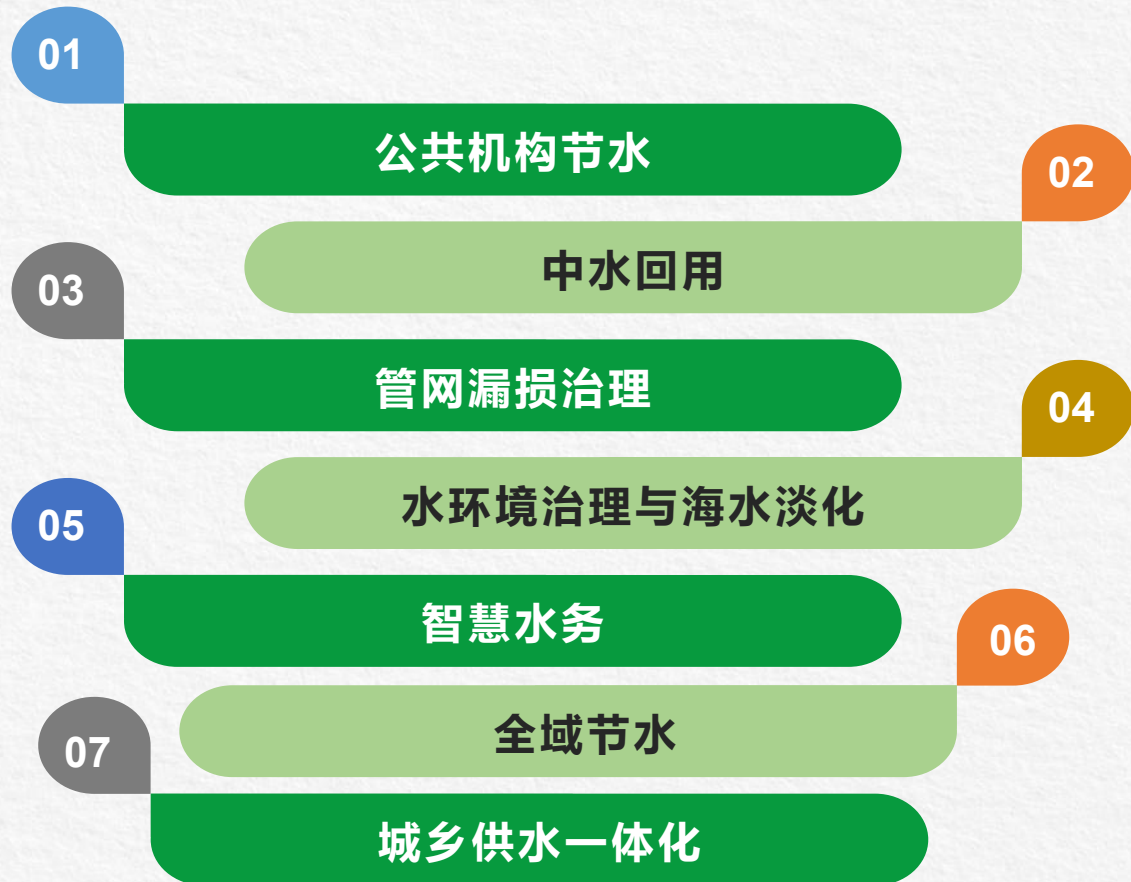 01
公共机构节水
02
中水回用
03
管网漏损治理
04
水环境治理与海水淡化
05
智慧水务
06
全域节水
07
城乡供水一体化